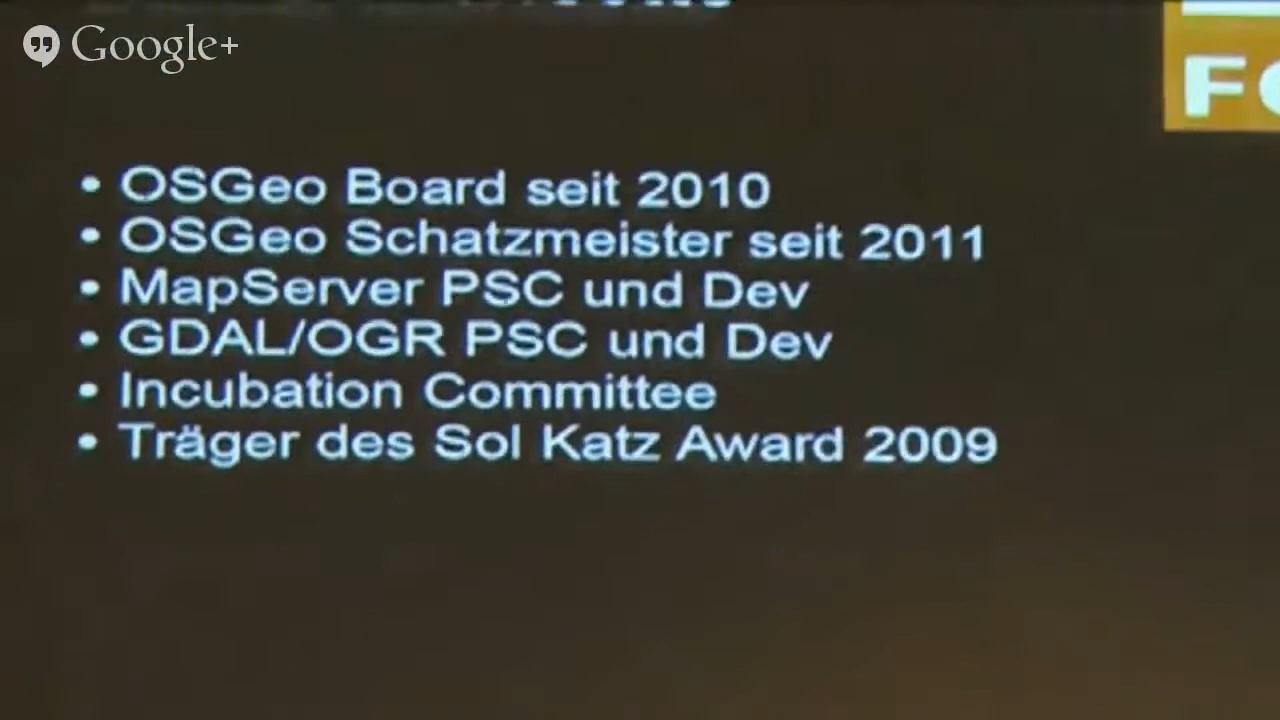 Google+
FO
• OSGeo Board seit 2010
• OSGeo Schatzmeister seit 2011
• MapServer PSC und Dev
• GDAL/OGR PSC und Dev
• Incubation Committee
• Träger des Sol Katz Award 2009